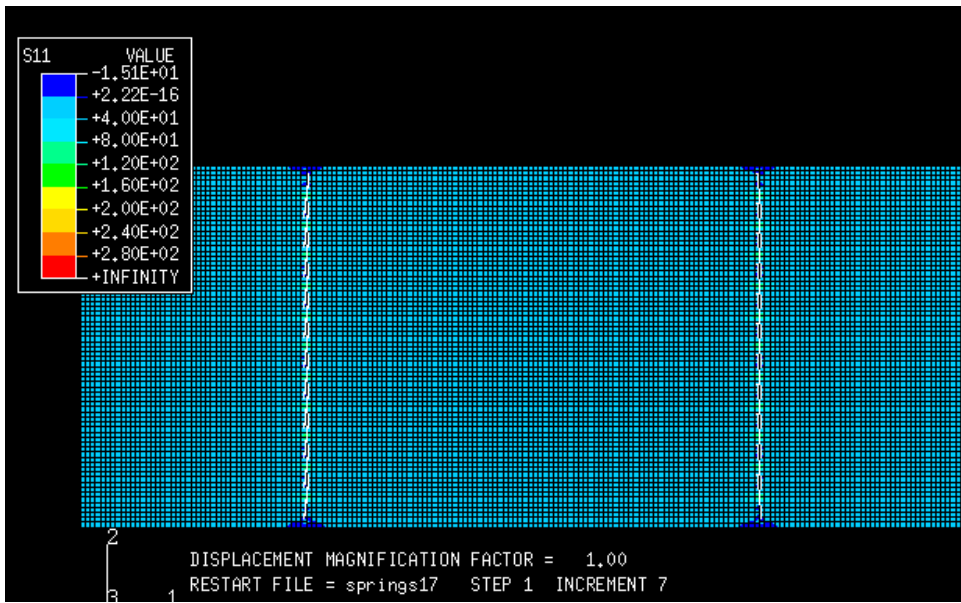 S11 VALUE
-1.51E+01
+2.22E-16
+4.00E+01
+8.00E+01
+1.20E+02
+1.60E+02
+2.00E+02
+2.40E+02
+2.80E+02
+INFINITY
2
3 1
DISPLACEMENT MAGNIFICATION FACTOR = 1.00
RESTART FILE = springs17 STEP 1 INCREMENT 7